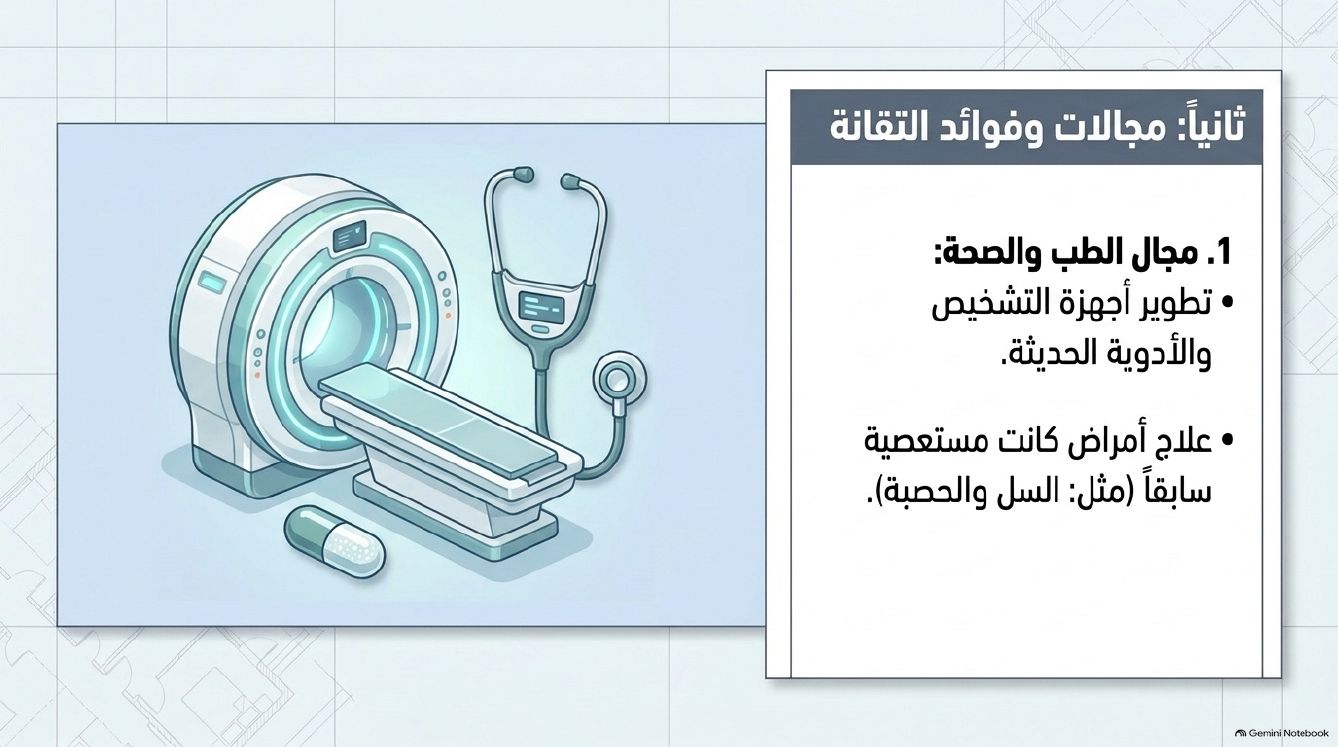 ثانياً: مجالات وفوائد التقانة
1. مجال الطب والصحة:
• تطوير أجهزة التشخيص
والأدوية الحديثة.
• علاج أمراض كانت مستعصية
سابقاً (مثل: السل والحصبة).
Gemini Notebook